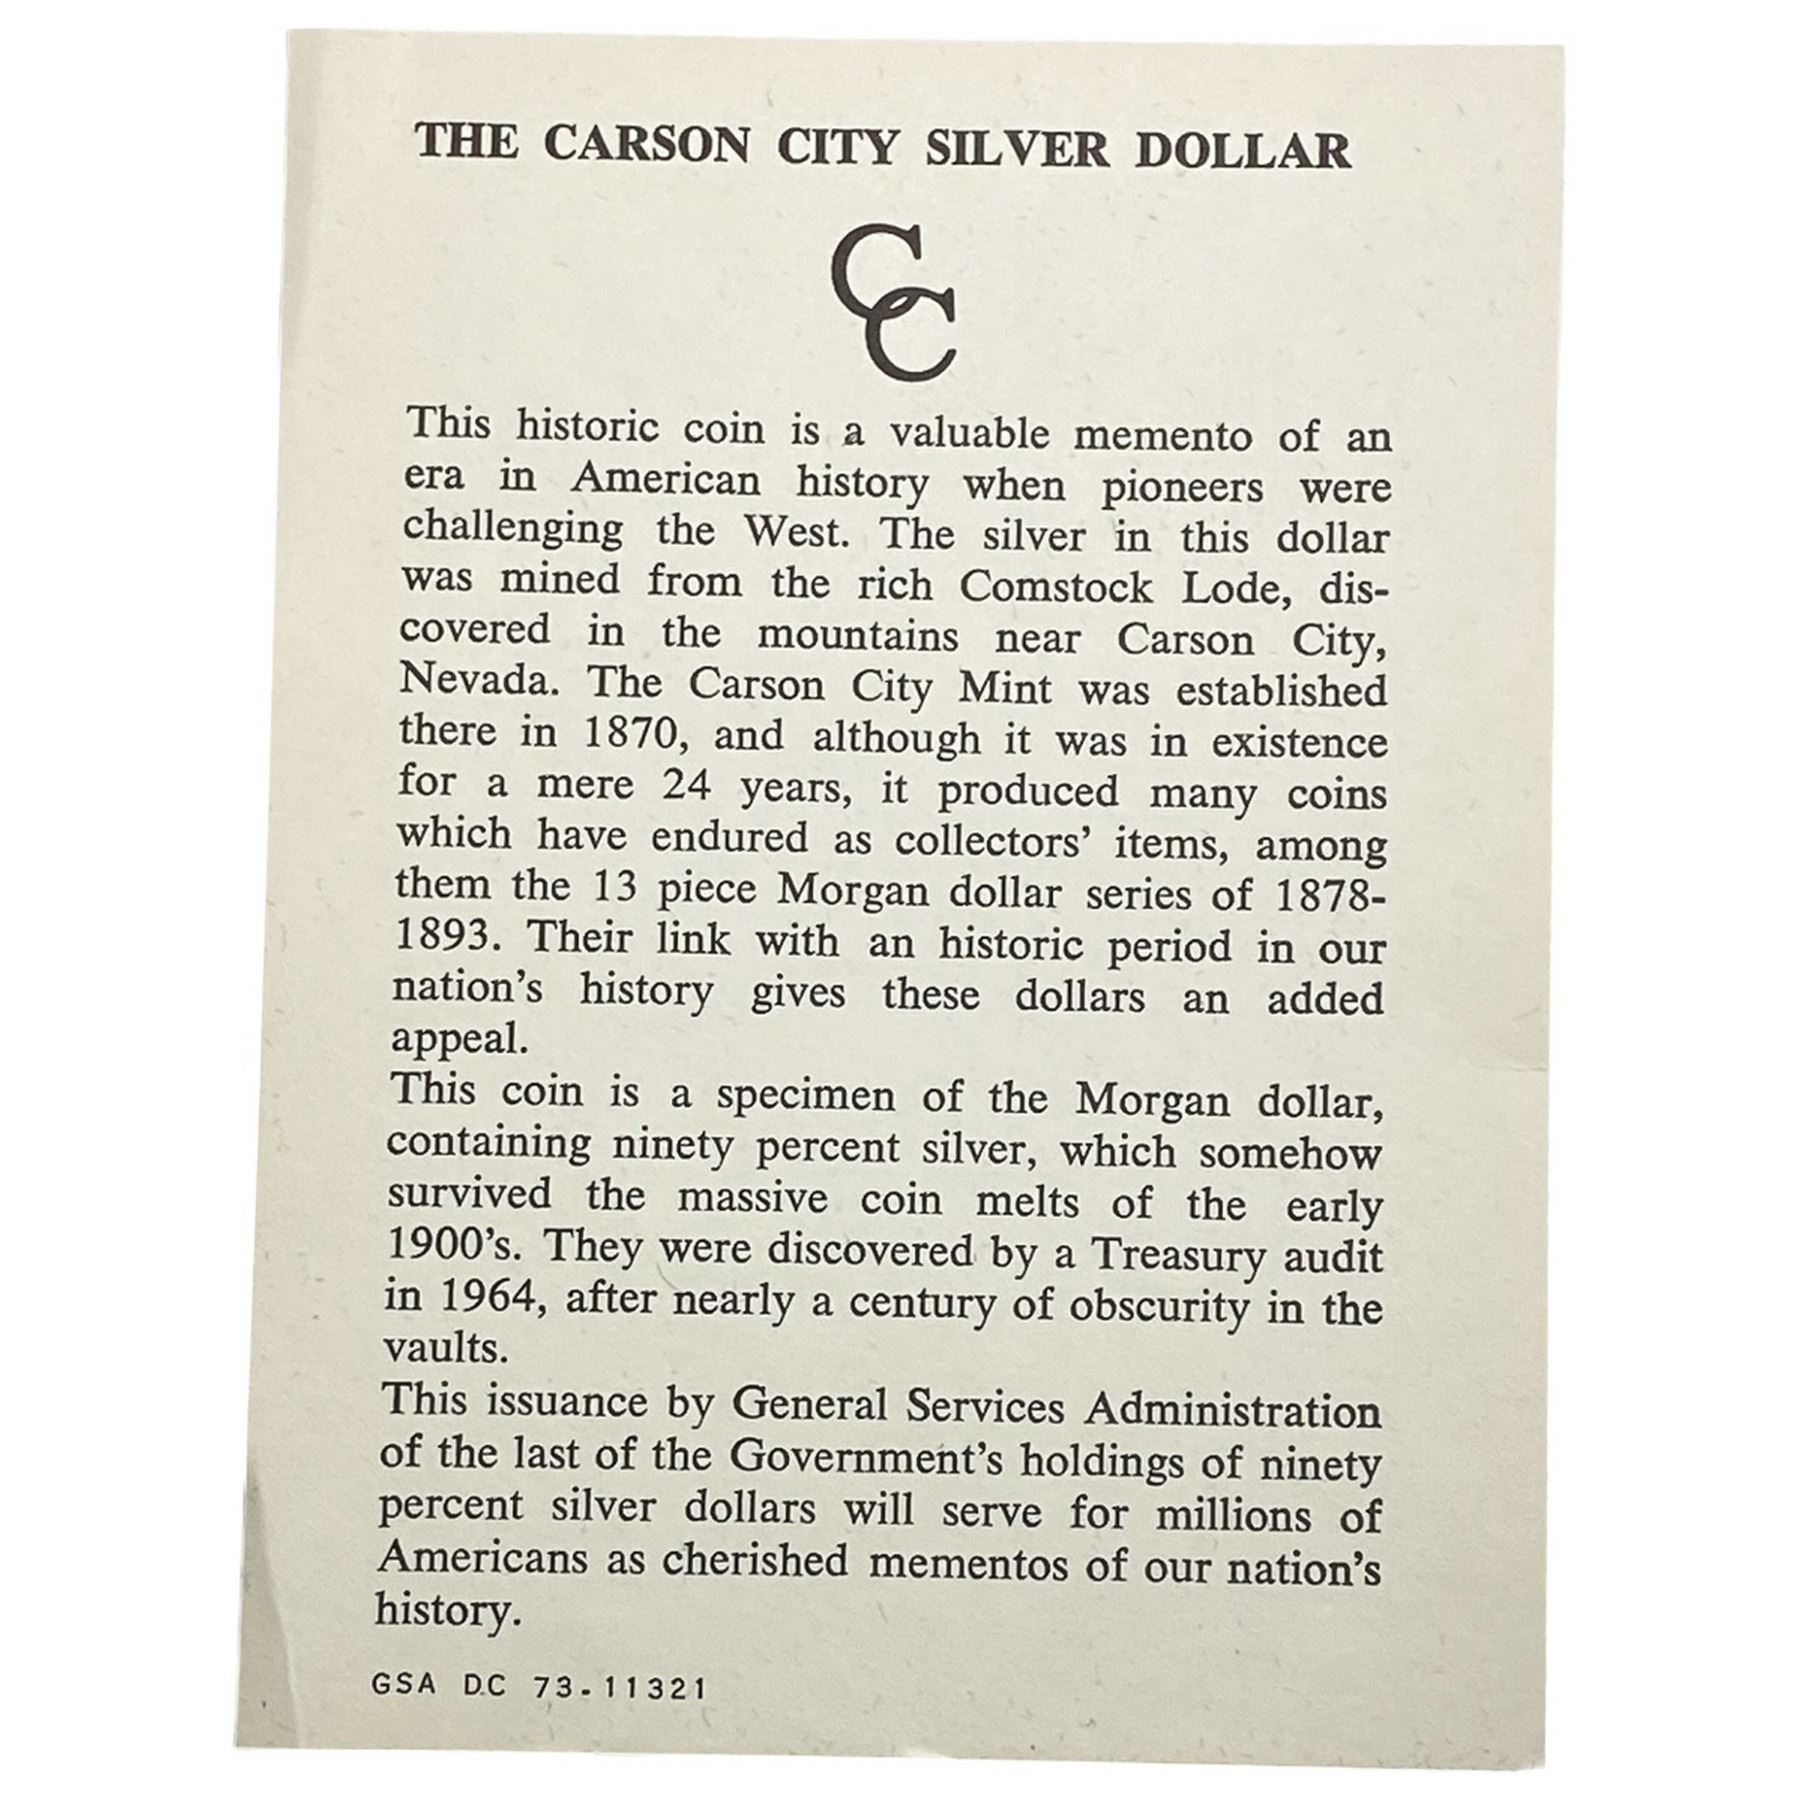 THE CARSON CITY SILVER DOLLAR
CC
This historic coin is a valuable memento of an
era in American history when pioneers were
challenging the West. The silver in this dollar
was mined from the rich Comstock Lode, dis-
covered in the mountains near Carson City,
Nevada. The Carson City Mint was established
there in 1870, and although it was in existence
for a mere 24 years, it produced many coins
which have endured as collectors’ items, among
them the 13 piece Morgan dollar series of 1878-
1893. Their link with an historic period in our
nation’s history gives these dollars an added
appeal.
This coin is a specimen of the Morgan dollar,
containing ninety percent silver, which somehow
survived the massive coin melts of the early
1900’s. They were discovered by a Treasury audit
in 1964, after nearly a century of obscurity in the
vaults.
This issuance by General Services Administration
of the last of the Government’s holdings of ninety
percent silver dollars will serve for millions of
Americans as cherished mementos of our nation’s
history.
GSA DC 73-11321